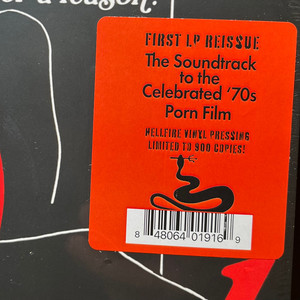 a reason.
FIRST LP REISSUE
The Soundtrack
to the
Celebrated '70s
Porn Film
HELLFIRE VINYL PRESSING
LIMITED TO 900 COPIES!
8 48064 01916 9